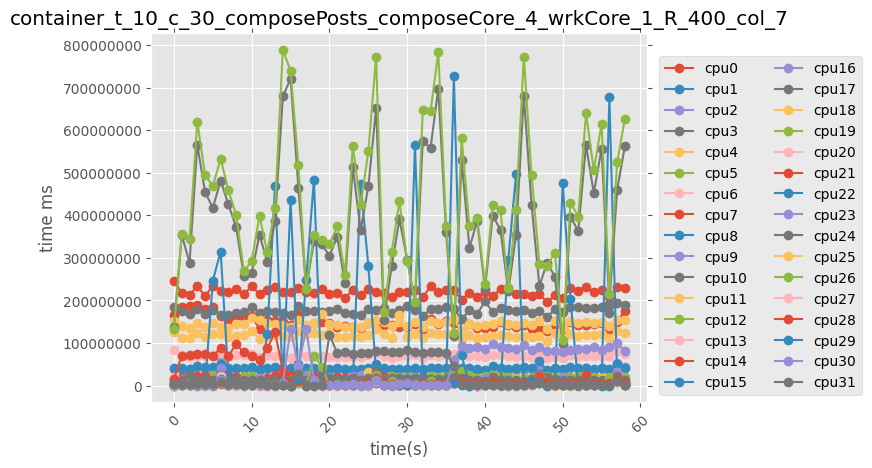 container_t_10_c_30_composePosts_composeCore_4_wrkCore_1_R_400_col_7
800000000
700000000
600000000
500000000
400000000
300000000
200000000
100000000
0
time ms
0
10
20
30
40
50
60
time(s)
cpu0
cpu1
cpu2
cpu3
cpu4
cpu5
cpu6
cpu7
cpu8
cpu9
cpu10
cpu11
cpu12
cpu13
cpu14
cpu15
cpu16
cpu17
cpu18
cpu19
cpu20
cpu21
cpu22
cpu23
cpu24
cpu25
cpu26
cpu27
cpu28
cpu29
cpu30
cpu31